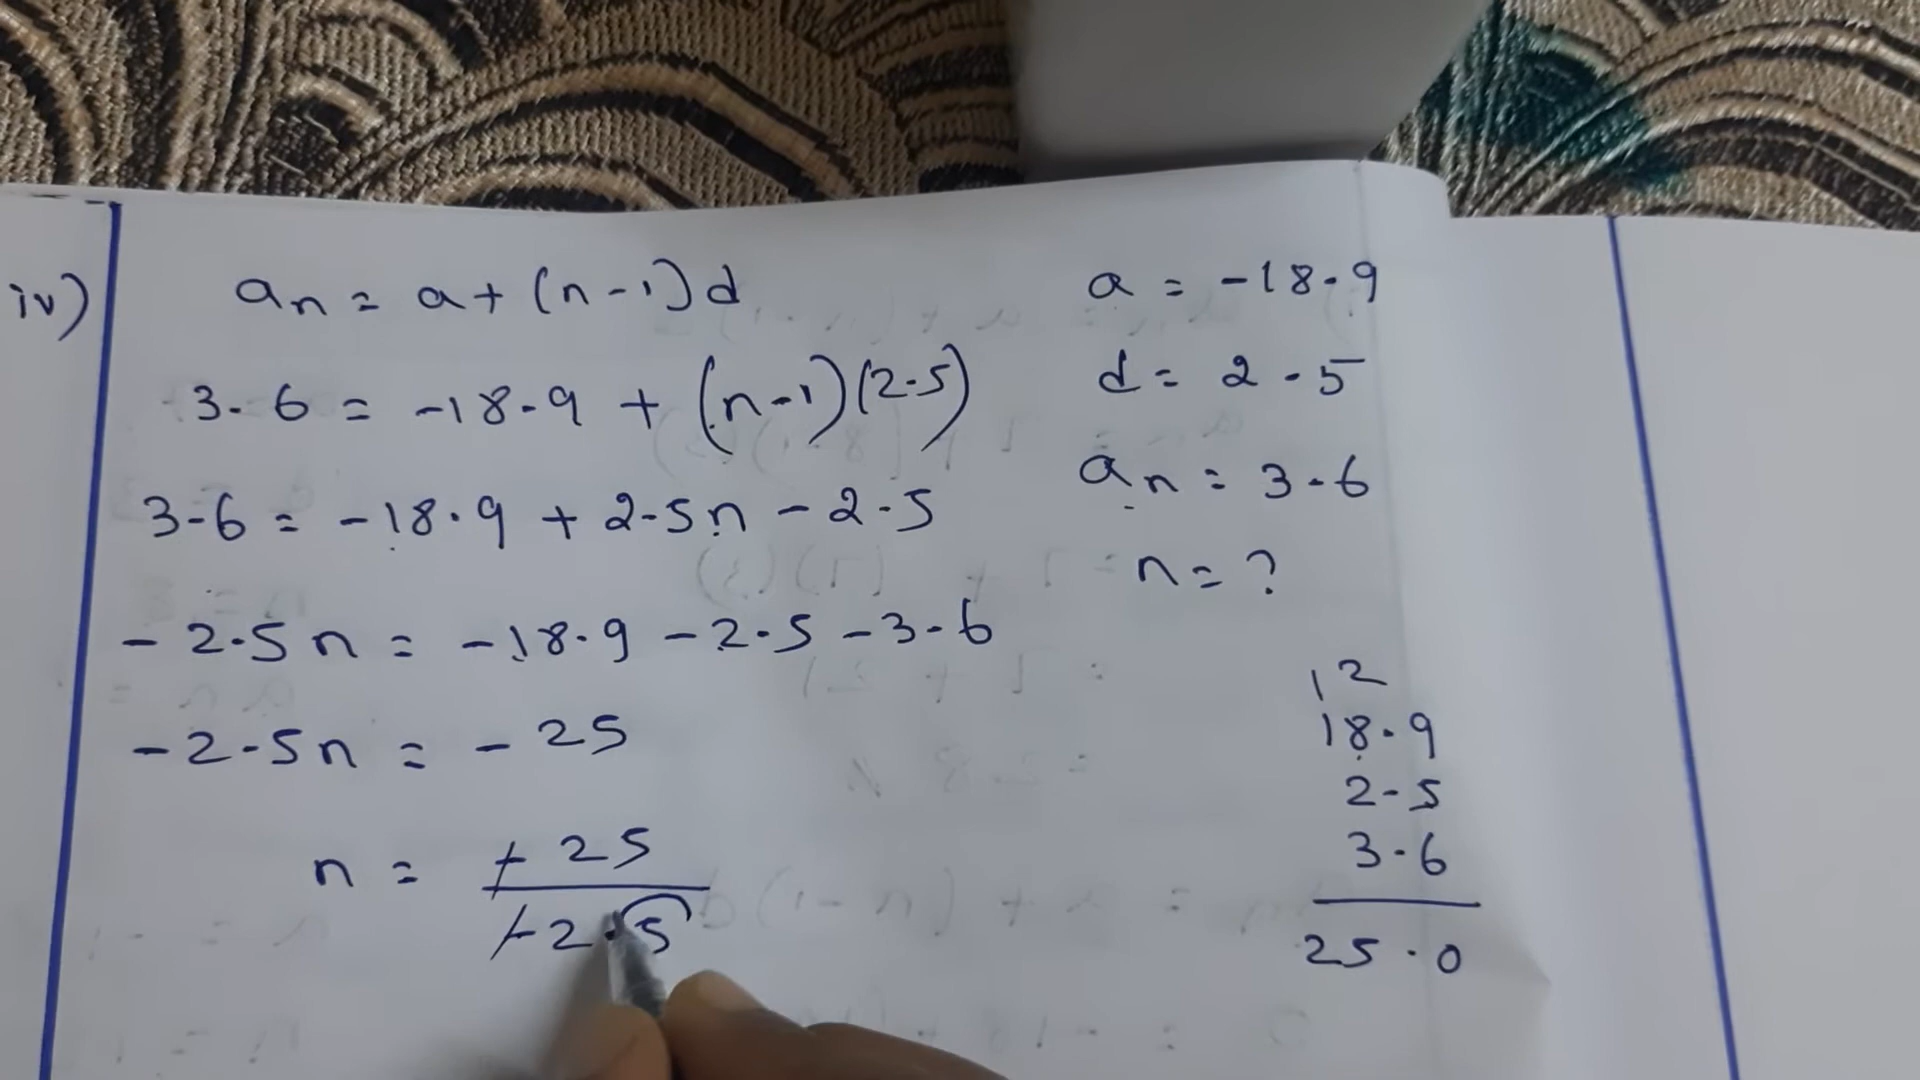 iv) aₙ = a + (n-1)d
3.6 = -18.9 + (n-1)(2.5)
3.6 = -18.9 + 2.5n - 2.5
-2.5n = -18.9 - 2.5 - 3.6
-2.5n = -25
n = -25 / -2.5
a = -18.9
d = 2.5
aₙ = 3.6
n = ?
12
18.9
2.5
3.6
25.0